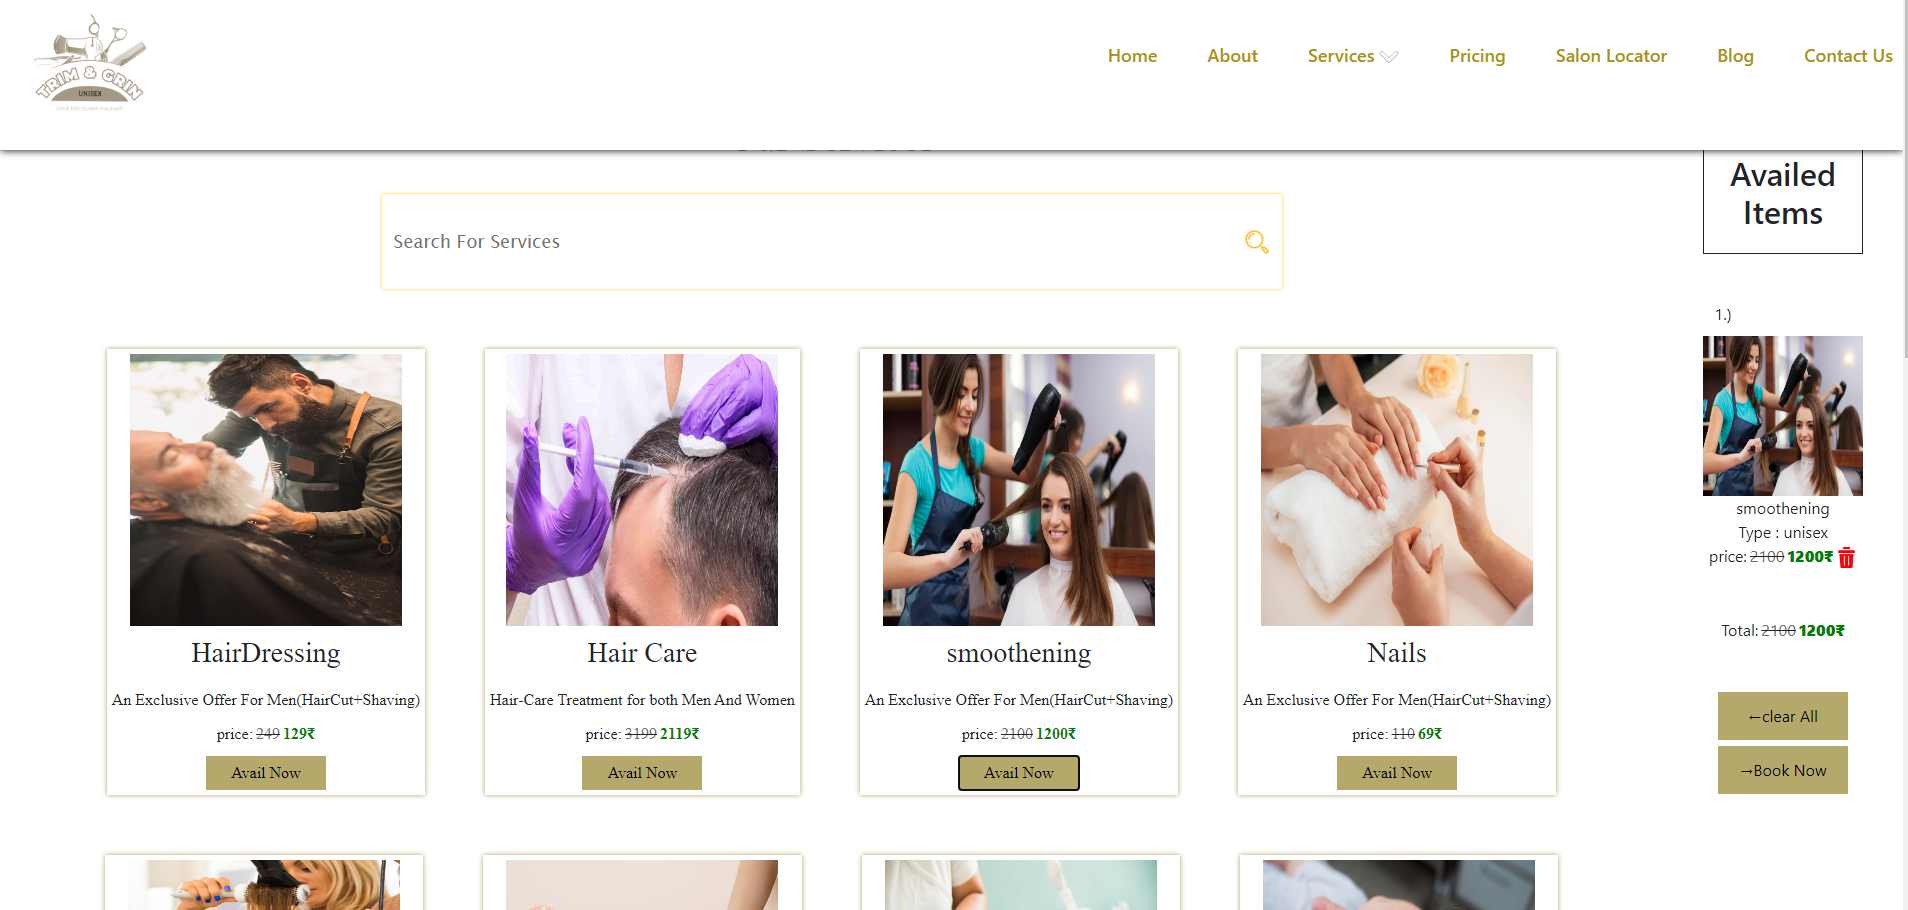 TRIM & GRIN
UNISEX
Home
About
Services
Pricing
Salon Locator
Blog
Contact Us
Availed
Items
Search For Services
1.)
smoothening
Type : unisex
price: 2100 1200₹
Total: 2100 1200₹
←clear All
→Book Now
HairDressing
An Exclusive Offer For Men(HairCut+Shaving)
price: 249 129₹
Avail Now
Hair Care
Hair-Care Treatment for both Men And Women
price: 3199 2119₹
Avail Now
smoothening
An Exclusive Offer For Men(HairCut+Shaving)
price: 2100 1200₹
Avail Now
Nails
An Exclusive Offer For Men(HairCut+Shaving)
price: 110 69₹
Avail Now